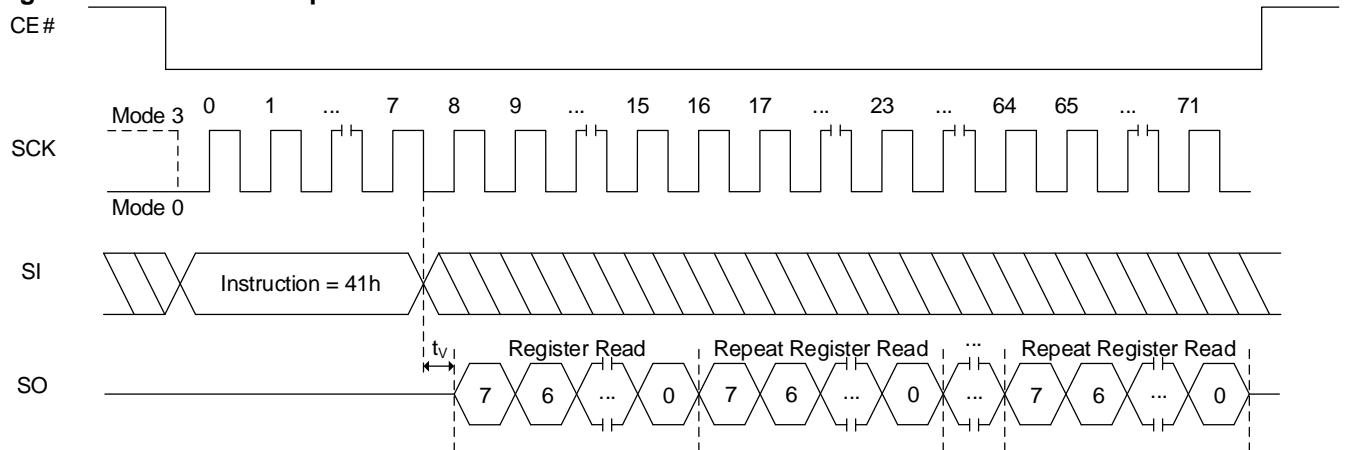 CE#
Mode 3
0 1 ... 7 8 9 ... 15 16 17 ... 23 ... 64 65 ... 71
SCK
Mode 0
SI
Instruction = 41h
tV
Register Read
Repeat Register Read
...
Repeat Register Read
SO
7 6 ... 0 7 6 ... 0 ... 7 6 ... 0